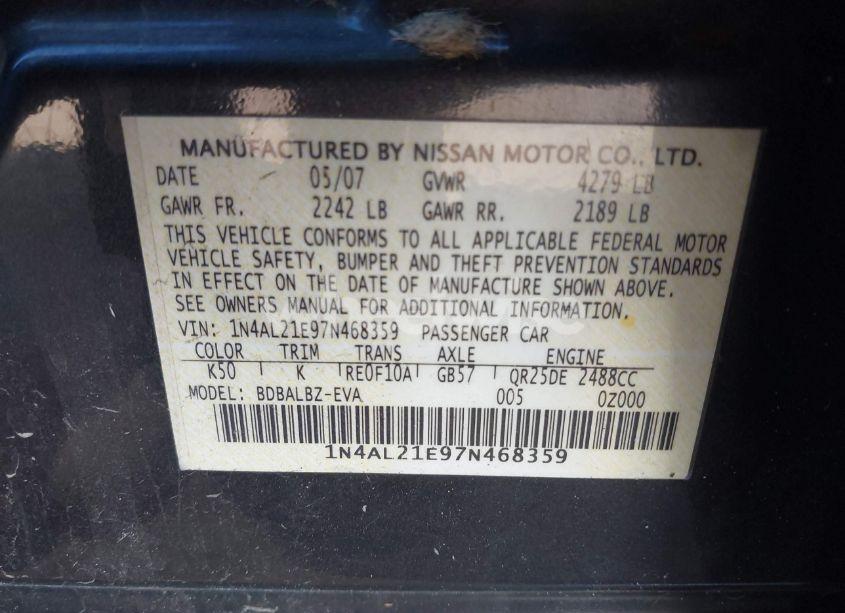 MANUFACTURED BY NISSAN MOTOR CO., LTD.
DATE 05/07 GVWR 4279 LB
GAWR FR. 2242 LB GAWR RR. 2189 LB
THIS VEHICLE CONFORMS TO ALL APPLICABLE FEDERAL MOTOR
VEHICLE SAFETY, BUMPER AND THEFT PREVENTION STANDARDS
IN EFFECT ON THE DATE OF MANUFACTURE SHOWN ABOVE.
SEE OWNERS MANUAL FOR ADDITIONAL INFORMATION.
VIN: 1N4AL21E97N468359 PASSENGER CAR
COLOR TRIM TRANS AXLE ENGINE
K50 K RE0F10A GB57 QR25DE 2488CC
MODEL: BDBALBZ-EVA 005 0Z000
1N4AL21E97N468359